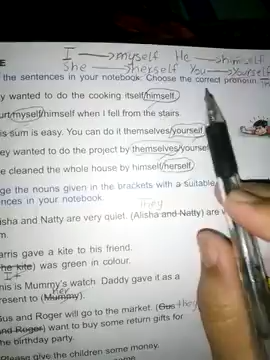 I → myself He → himself
She → herself You → Yourself
the sentences in your notebook. Choose the correct pronoun.
y wanted to do the cooking itself/himself.
urt/myself/himself when I fell from the stairs
is sum is easy. You can do it themselves/yourself.
ey wanted to do the project by themselves/yourse
e cleaned the whole house by himself/herself.
ge the nouns given in the brackets with a suitable
ences in your notebook.
They
isha and Natty are very quiet. (Alisha and Natty) are
m.
arris gave a kite to his friend.
he kite) was green in colour.
It
his is Mummy's watch. Daddy gave it as a
her
resent to (Mummy).
Gus and Roger will go to the market. (Gus they
and Roger) want to buy some return gifts for
he birthday party.
Please give the children some money.